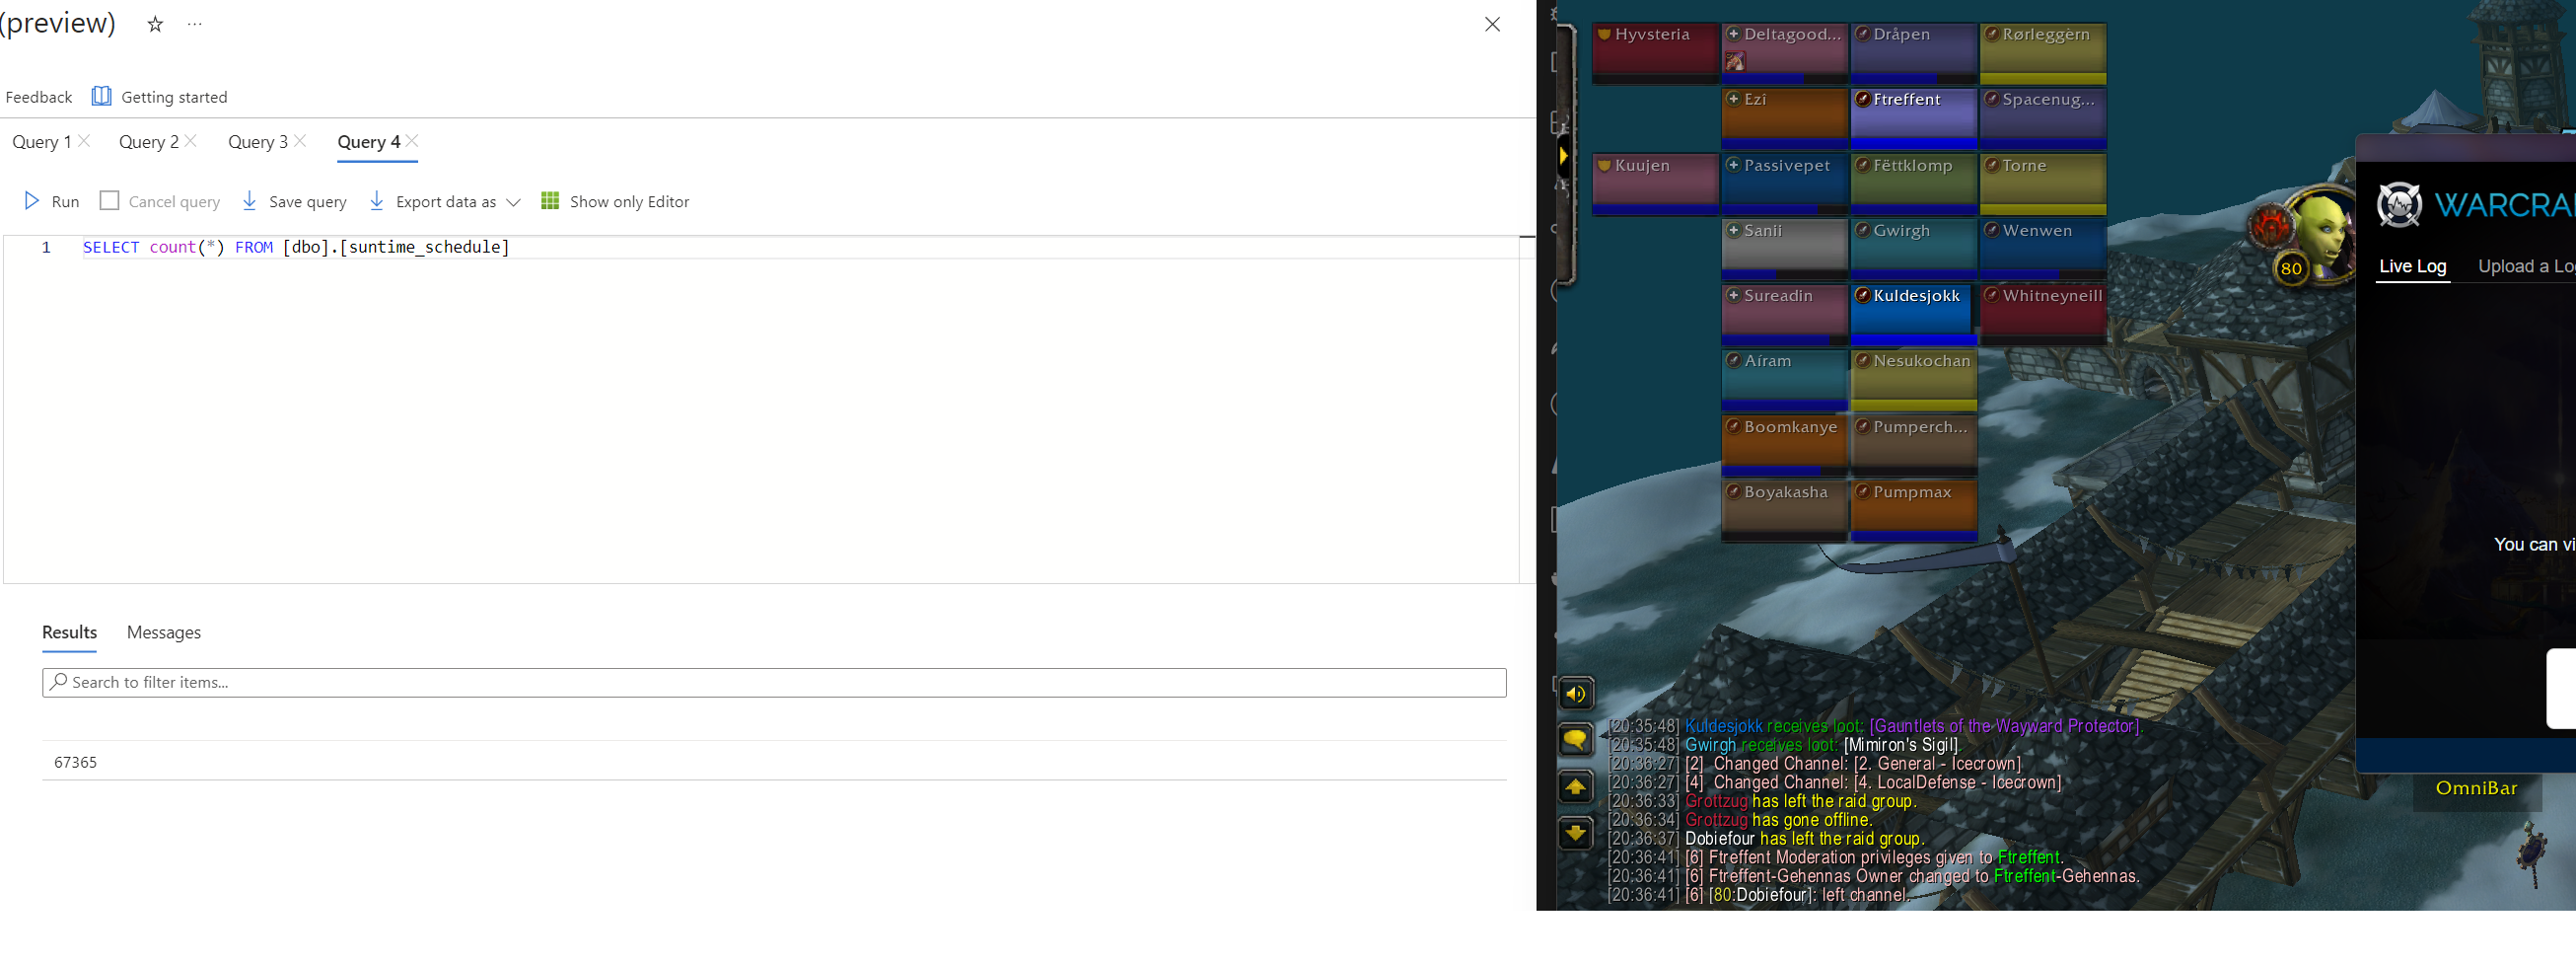 (preview)
Feedback
Getting started
Query 1
Query 2
Query 3
Query 4
Run
Cancel query
Save query
Export data as
Show only Editor
1
SELECT count(*) FROM [dbo].[suntime_schedule]
Results
Messages
Search to filter items...
67365
Hyvsteria
Deltagood...
Dråpen
Rørleggèrn
Ezî
Ftreffent
Spacenug...
Kuujen
Passivepet
Fëttklomp
Torne
Sanii
Gwirgh
Wenwen
Sureadin
Kuldesjokk
Whitneyneill
Aíram
Nesukochan
Boomkanye
Pumperch...
Boyakasha
Pumpmax
80
WARCRA
Live Log
Upload a Lo
You can vi
OmniBar
[20:35:48] Kuldesjokk receives loot: [Gauntlets of the Wayward Protector].
[20:35:48] Gwirgh receives loot: [Mimiron's Sigil].
[20:36:27] [2] Changed Channel: [2. General - Icecrown]
[20:36:27] [4] Changed Channel: [4. LocalDefense - Icecrown]
[20:36:33] Grottzug has left the raid group.
[20:36:34] Grottzug has gone offline.
[20:36:37] Dobiefour has left the raid group.
[20:36:41] [6] Ftreffent Moderation privileges given to Ftreffent.
[20:36:41] [6] Ftreffent-Gehennas Owner changed to Ftreffent-Gehennas.
[20:36:41] [6] [80:Dobiefour]: left channel.